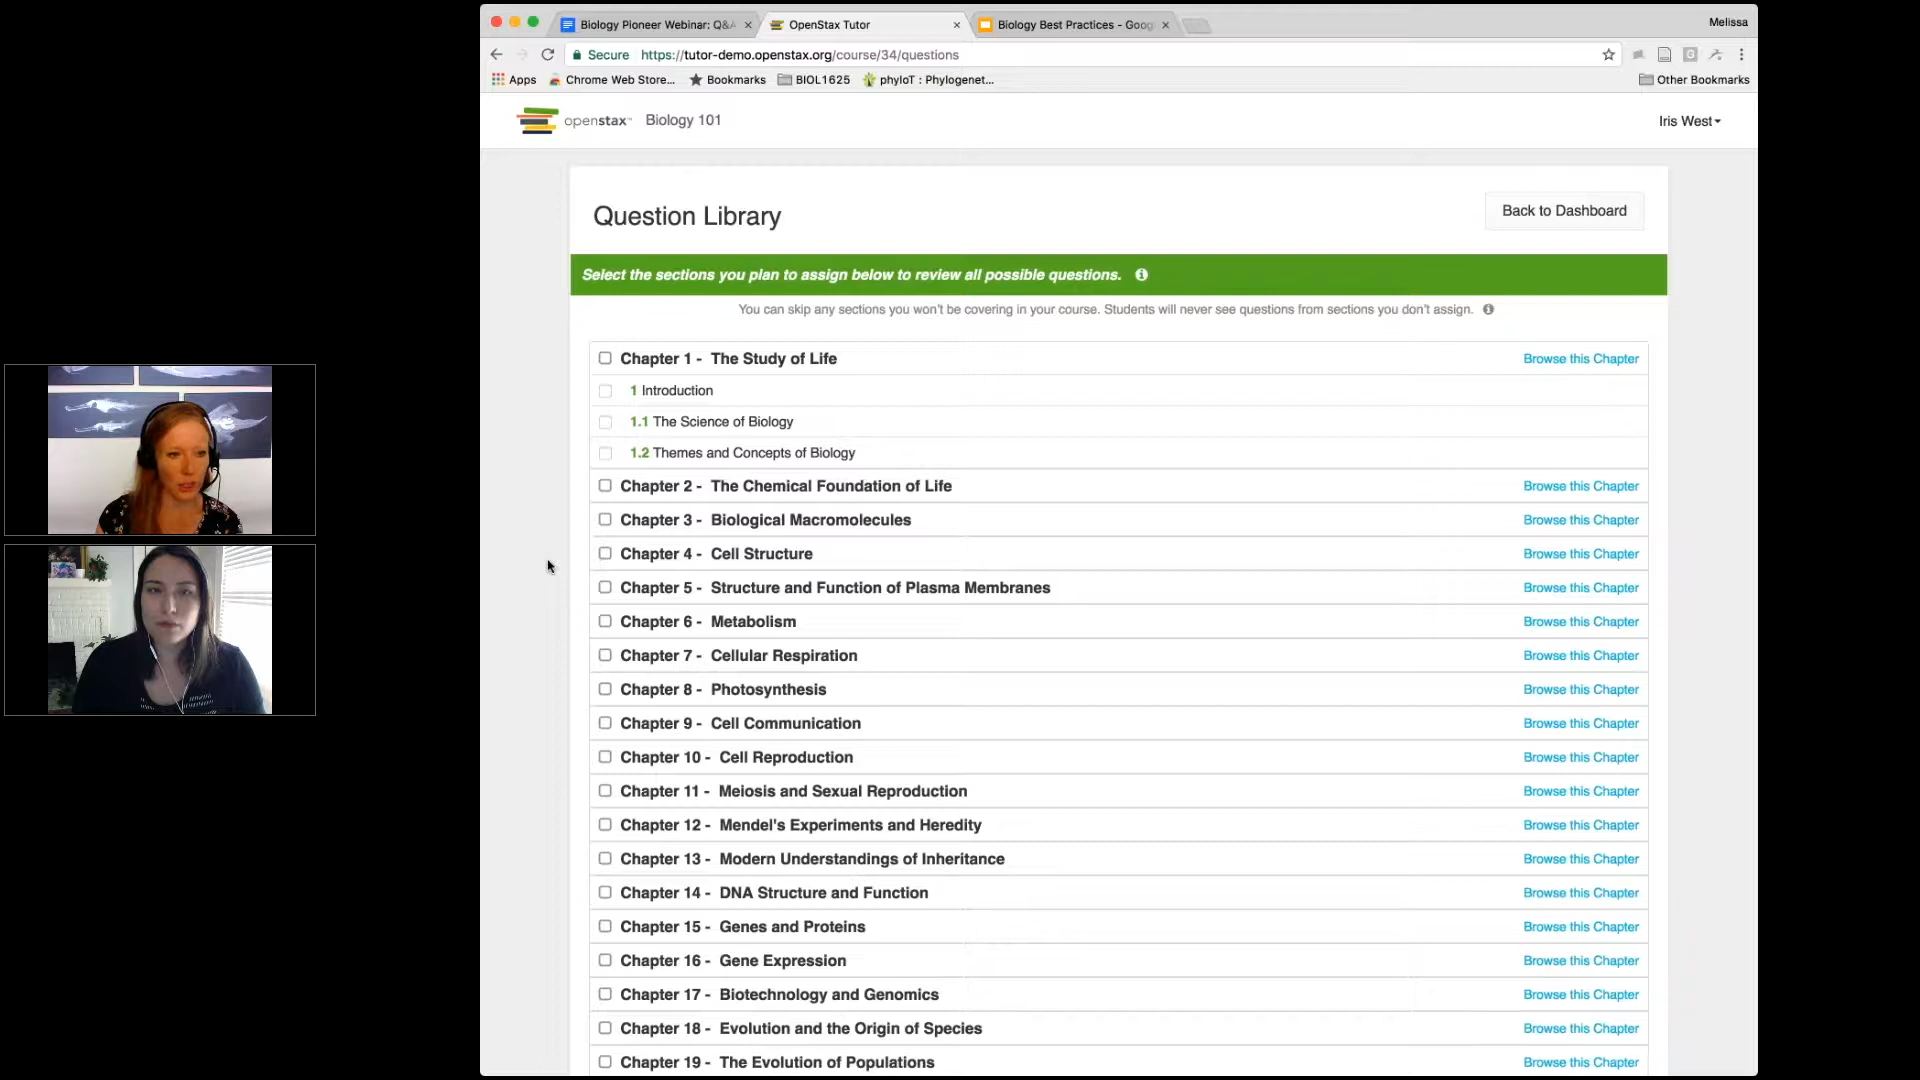 Biology Pioneer Webinar: Q&A
OpenStax Tutor
Biology Best Practices - Goog
Melissa
Secure https://tutor-demo.openstax.org/course/34/questions
Apps Chrome Web Store... Bookmarks BIOL1625 phyloT : Phylogenet... Other Bookmarks
openstax™ Biology 101 Iris West
Question Library Back to Dashboard
Select the sections you plan to assign below to review all possible questions.
You can skip any sections you won't be covering in your course. Students will never see questions from sections you don't assign.
Chapter 1 - The Study of Life Browse this Chapter
1 Introduction
1.1 The Science of Biology
1.2 Themes and Concepts of Biology
Chapter 2 - The Chemical Foundation of Life Browse this Chapter
Chapter 3 - Biological Macromolecules Browse this Chapter
Chapter 4 - Cell Structure Browse this Chapter
Chapter 5 - Structure and Function of Plasma Membranes Browse this Chapter
Chapter 6 - Metabolism Browse this Chapter
Chapter 7 - Cellular Respiration Browse this Chapter
Chapter 8 - Photosynthesis Browse this Chapter
Chapter 9 - Cell Communication Browse this Chapter
Chapter 10 - Cell Reproduction Browse this Chapter
Chapter 11 - Meiosis and Sexual Reproduction Browse this Chapter
Chapter 12 - Mendel's Experiments and Heredity Browse this Chapter
Chapter 13 - Modern Understandings of Inheritance Browse this Chapter
Chapter 14 - DNA Structure and Function Browse this Chapter
Chapter 15 - Genes and Proteins Browse this Chapter
Chapter 16 - Gene Expression Browse this Chapter
Chapter 17 - Biotechnology and Genomics Browse this Chapter
Chapter 18 - Evolution and the Origin of Species Browse this Chapter
Chapter 19 - The Evolution of Populations Browse this Chapter